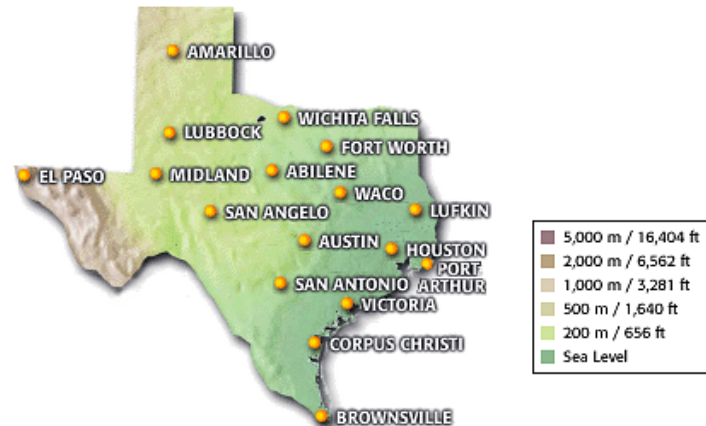 AMARILLO
WICHITA FALLS
LUBBOCK
FORT WORTH
EL PASO
MIDLAND
ABILENE
WACO
SAN ANGELO
LUFKIN
AUSTIN
HOUSTON
PORT
ARTHUR
SAN ANTONIO
VICTORIA
CORPUS CHRISTI
BROWNSVILLE
5,000 m / 16,404 ft
2,000 m / 6,562 ft
1,000 m / 3,281 ft
500 m / 1,640 ft
200 m / 656 ft
Sea Level